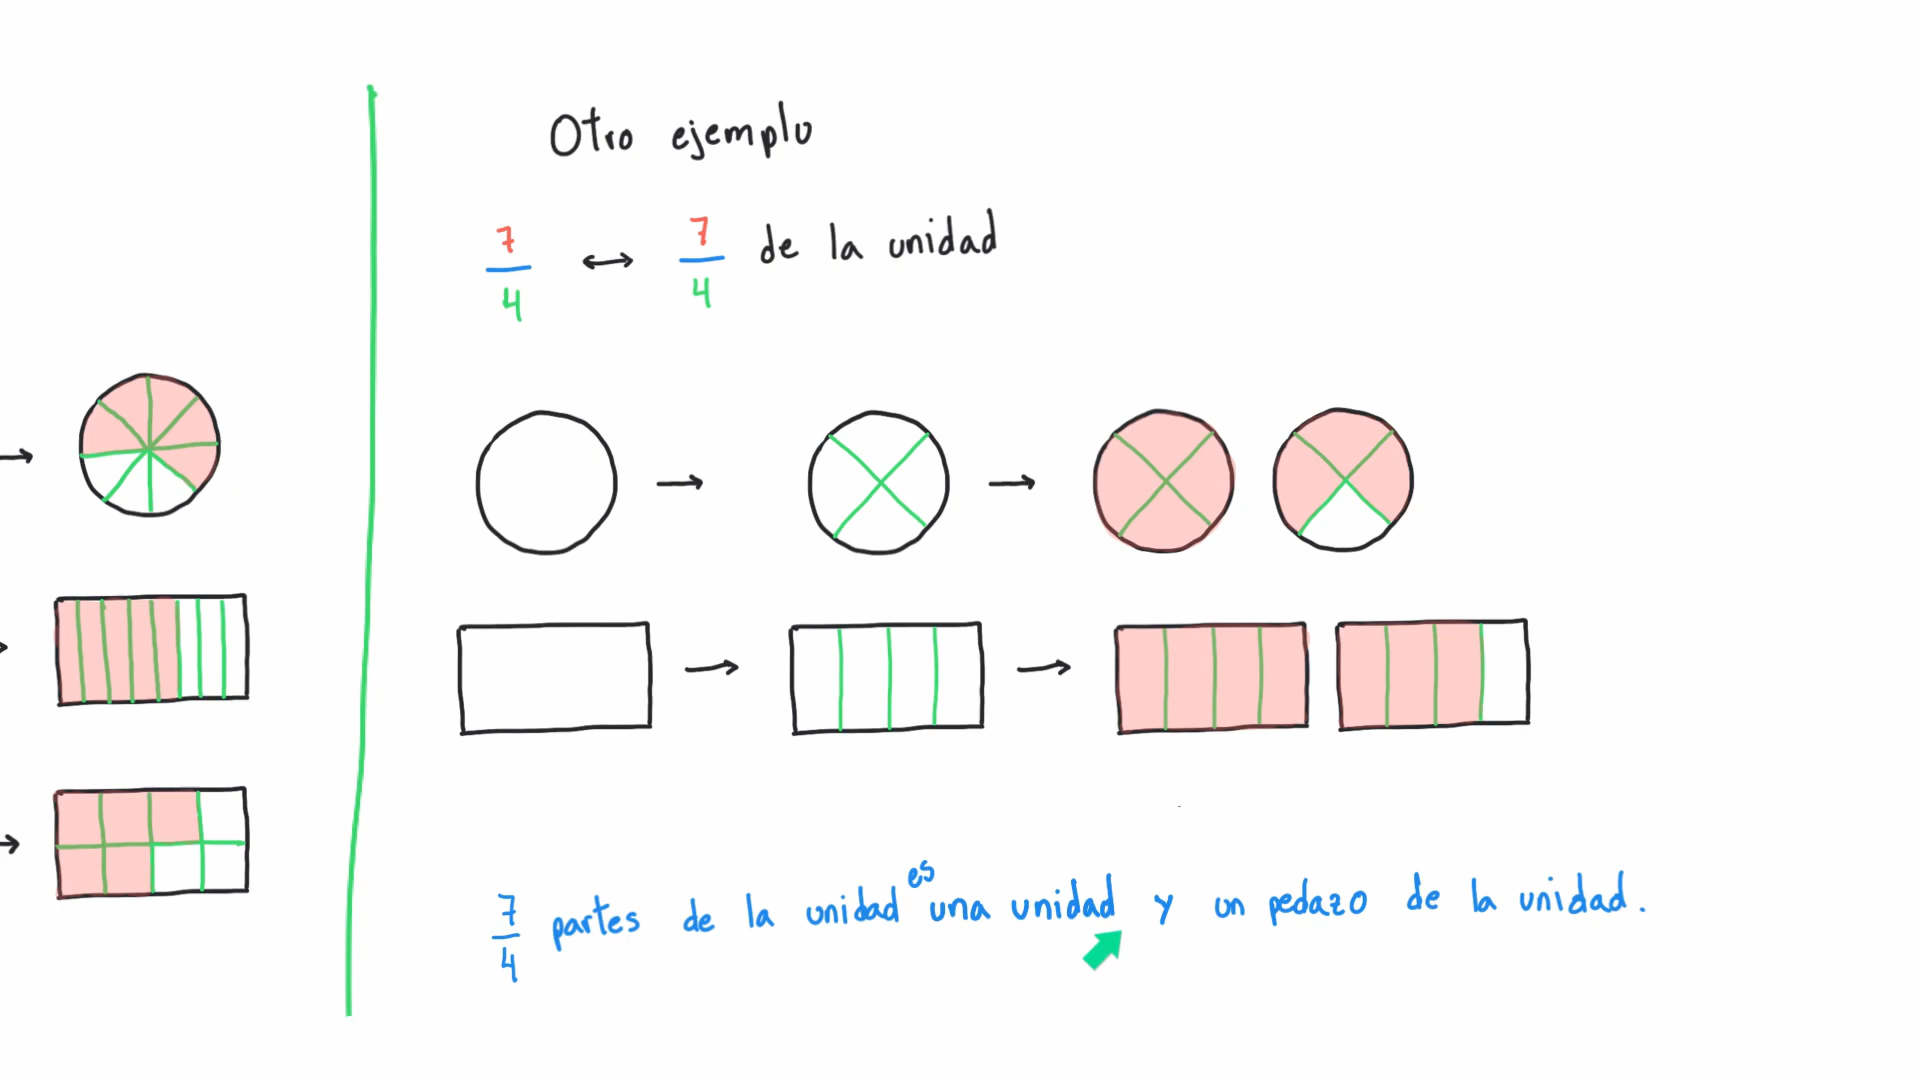 Otro ejemplo
7/4 ↔ 7/4 de la unidad
7/4 partes de la unidad es una unidad y un pedazo de la unidad.